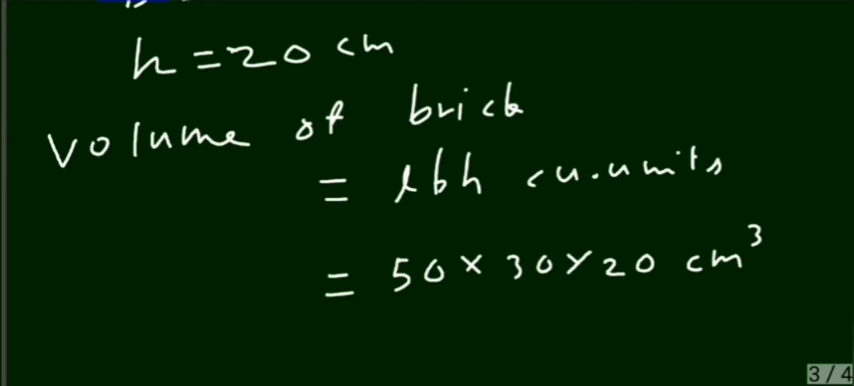 h = 20 cm
Volume of brick
= lbh cu.units
= 50 × 30 × 20 cm³
3 / 4